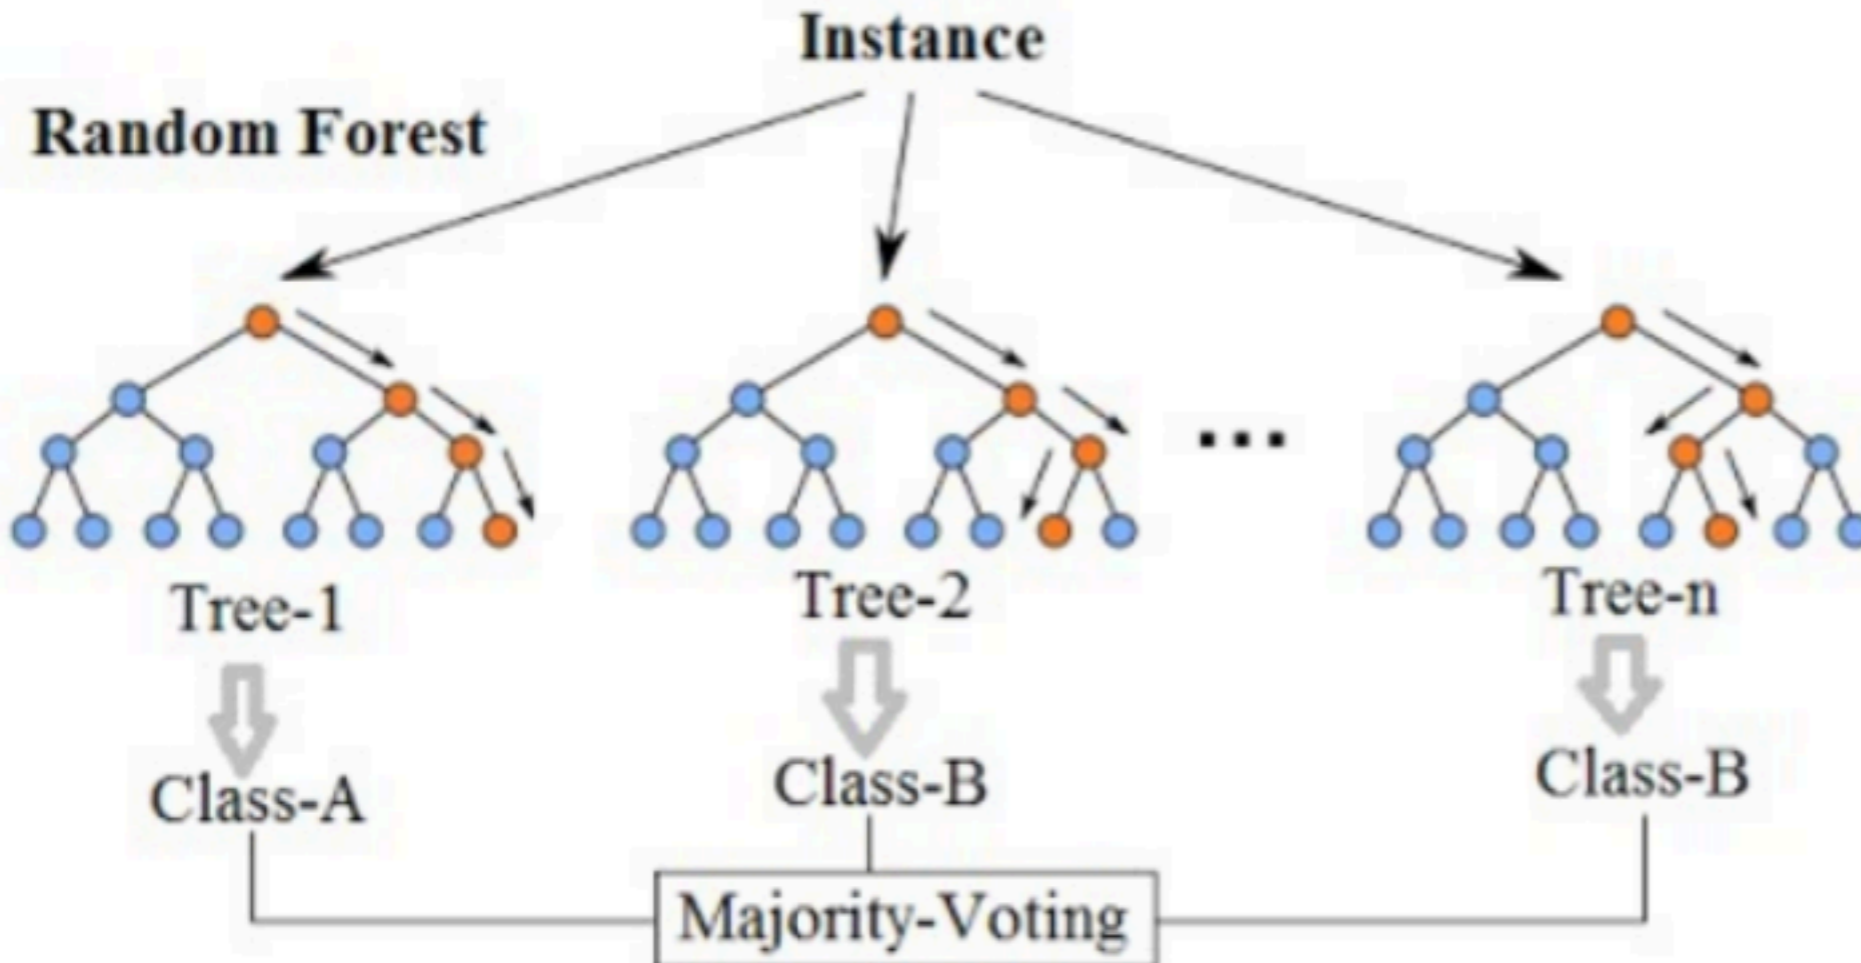 Instance
Random Forest
...
Tree-1
Tree-2
Tree-n
Class-A
Class-B
Class-B
Majority-Voting